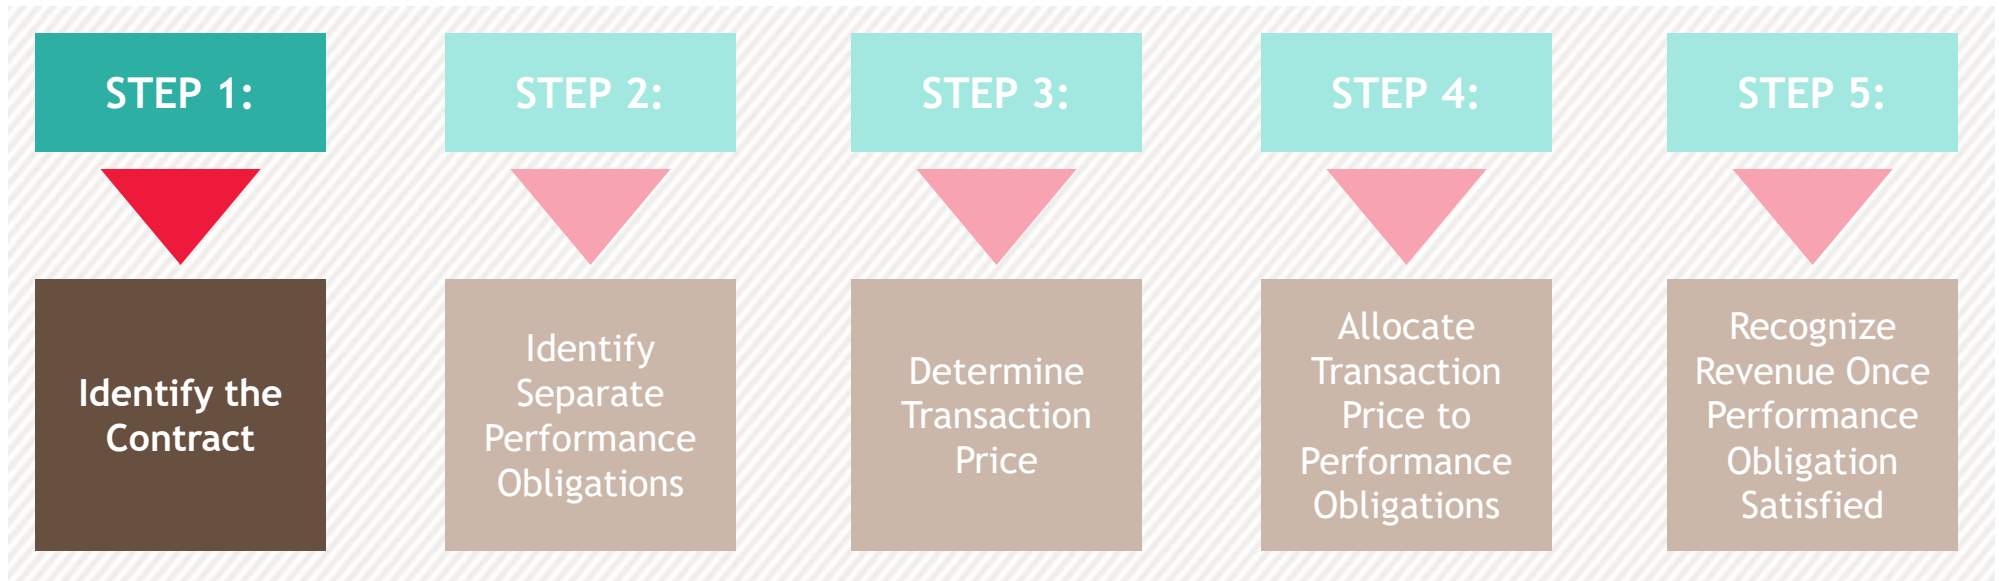 STEP 1:
Identify the
Contract
STEP 2:
Identify
Separate
Performance
Obligations
STEP 3:
Determine
Transaction
Price
STEP 4:
Allocate
Transaction
Price to
Performance
Obligations
STEP 5:
Recognize
Revenue Once
Performance
Obligation
Satisfied